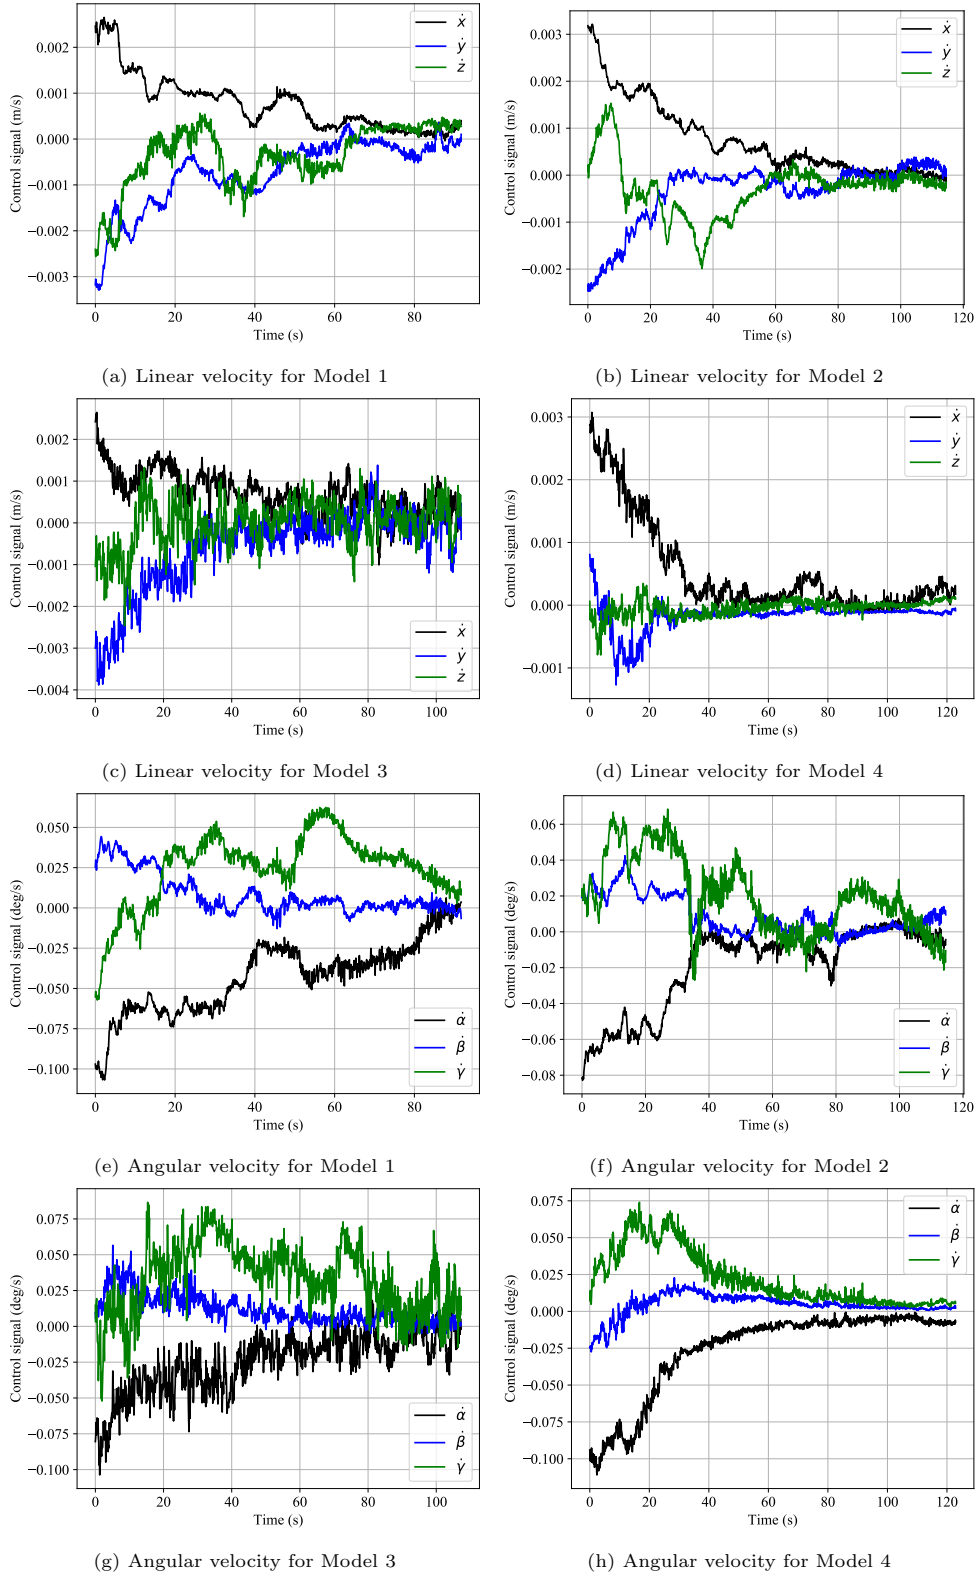 Control signal (m/s)
0.002
0.001
0.000
−0.001
−0.002
−0.003
0 20 40 60 80
Time (s)
ẋ
ẏ
ż
(a) Linear velocity for Model 1
Control signal (m/s)
0.003
0.002
0.001
0.000
−0.001
−0.002
0 20 40 60 80 100 120
Time (s)
ẋ
ẏ
ż
(b) Linear velocity for Model 2
Control signal (m/s)
0.002
0.001
0.000
−0.001
−0.002
−0.003
−0.004
0 20 40 60 80 100
Time (s)
ẋ
ẏ
ż
(c) Linear velocity for Model 3
Control signal (m/s)
0.003
0.002
0.001
0.000
−0.001
0 20 40 60 80 100 120
Time (s)
ẋ
ẏ
ż
(d) Linear velocity for Model 4
Control signal (deg/s)
0.050
0.025
0.000
−0.025
−0.050
−0.075
−0.100
0 20 40 60 80
Time (s)
α̇
β̇
γ̇
(e) Angular velocity for Model 1
Control signal (deg/s)
0.06
0.04
0.02
0.00
−0.02
−0.04
−0.06
−0.08
0 20 40 60 80 100 120
Time (s)
α̇
β̇
γ̇
(f) Angular velocity for Model 2
Control signal (deg/s)
0.075
0.050
0.025
0.000
−0.025
−0.050
−0.075
−0.100
0 20 40 60 80 100
Time (s)
α̇
β̇
γ̇
(g) Angular velocity for Model 3
Control signal (deg/s)
0.075
0.050
0.025
0.000
−0.025
−0.050
−0.075
−0.100
0 20 40 60 80 100 120
Time (s)
α̇
β̇
γ̇
(h) Angular velocity for Model 4